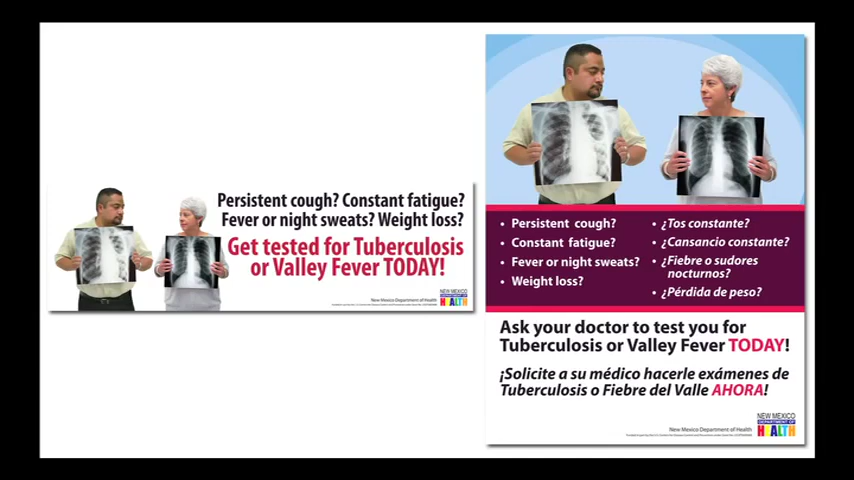 Persistent cough? Constant fatigue?
Fever or night sweats? Weight loss?
Get tested for Tuberculosis
or Valley Fever TODAY!
New Mexico Department of Health
NEW MEXICO
DEPARTMENT OF
HEALTH
• Persistent cough?
• Constant fatigue?
• Fever or night sweats?
• Weight loss?
• ¿Tos constante?
• ¿Cansancio constante?
• ¿Fiebre o sudores
nocturnos?
• ¿Pérdida de peso?
Ask your doctor to test you for
Tuberculosis or Valley Fever TODAY!
¡Solicite a su médico hacerle exámenes de
Tuberculosis o Fiebre del Valle AHORA!
New Mexico Department of Health
NEW MEXICO
DEPARTMENT OF
HEALTH